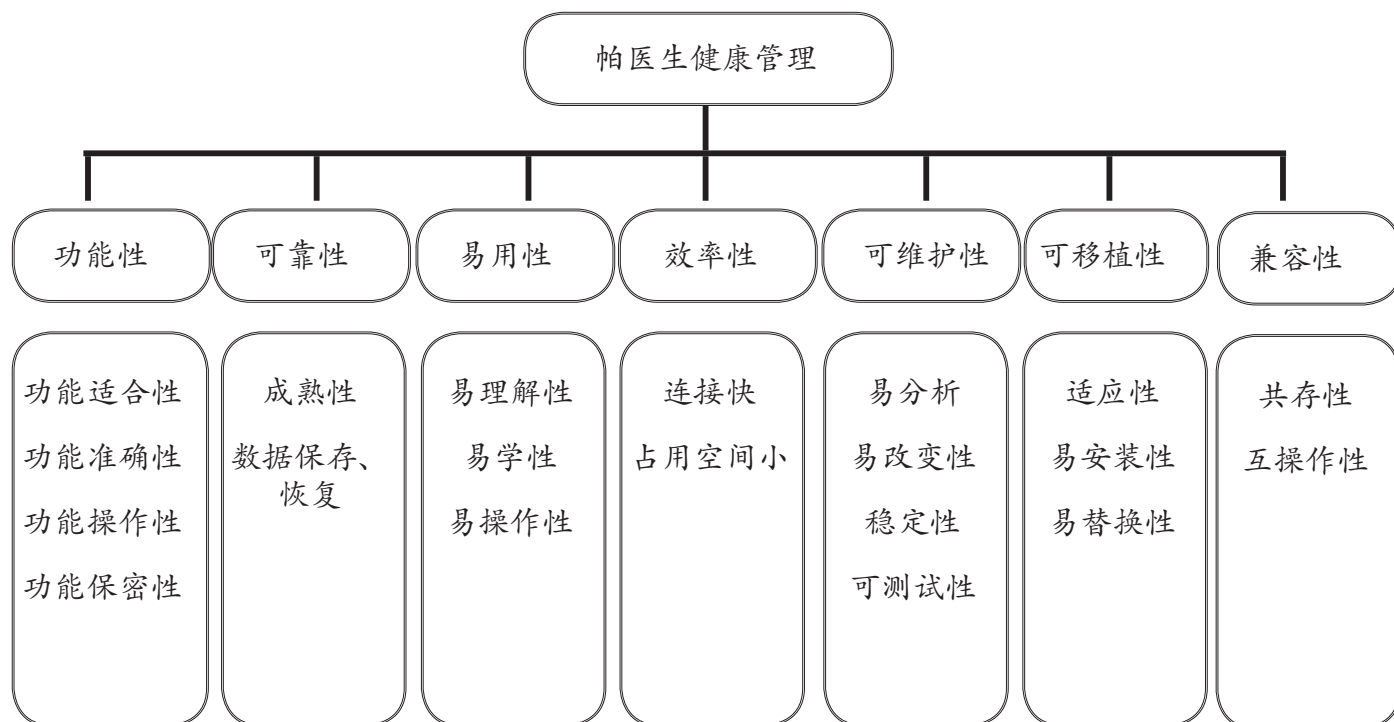 帕医生健康管理
功能性
可靠性
易用性
效率性
可维护性
可移植性
兼容性
功能适合性
功能准确性
功能操作性
功能保密性
成熟性
数据保存、
恢复
易理解性
易学性
易操作性
连接快
占用空间小
易分析
易改变性
稳定性
可测试性
适应性
易安装性
易替换性
共存性
互操作性